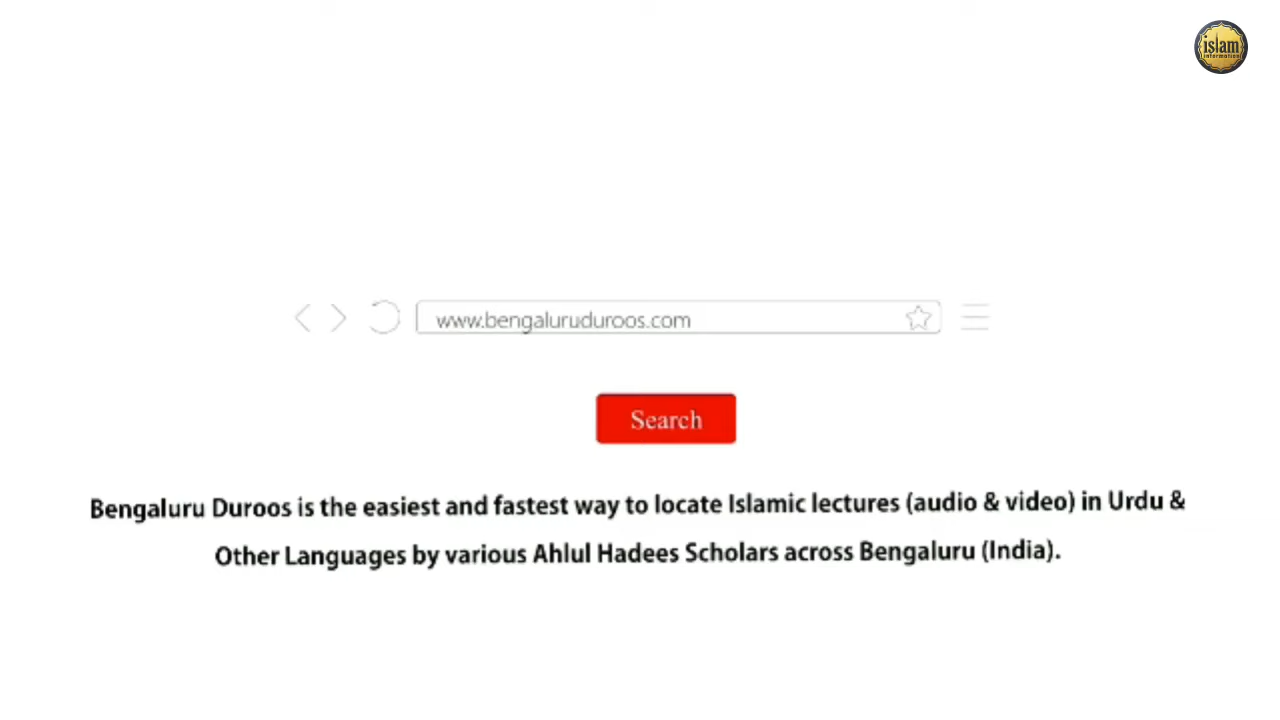 islam
information
www.bengaluruduroos.com
Search
Bengaluru Duroos is the easiest and fastest way to locate Islamic lectures (audio & video) in Urdu &
Other Languages by various Ahlul Hadees Scholars across Bengaluru (India).